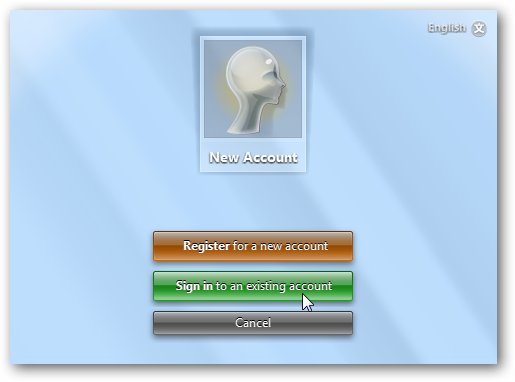 English
New Account
Register for a new account
Sign in to an existing account
Cancel